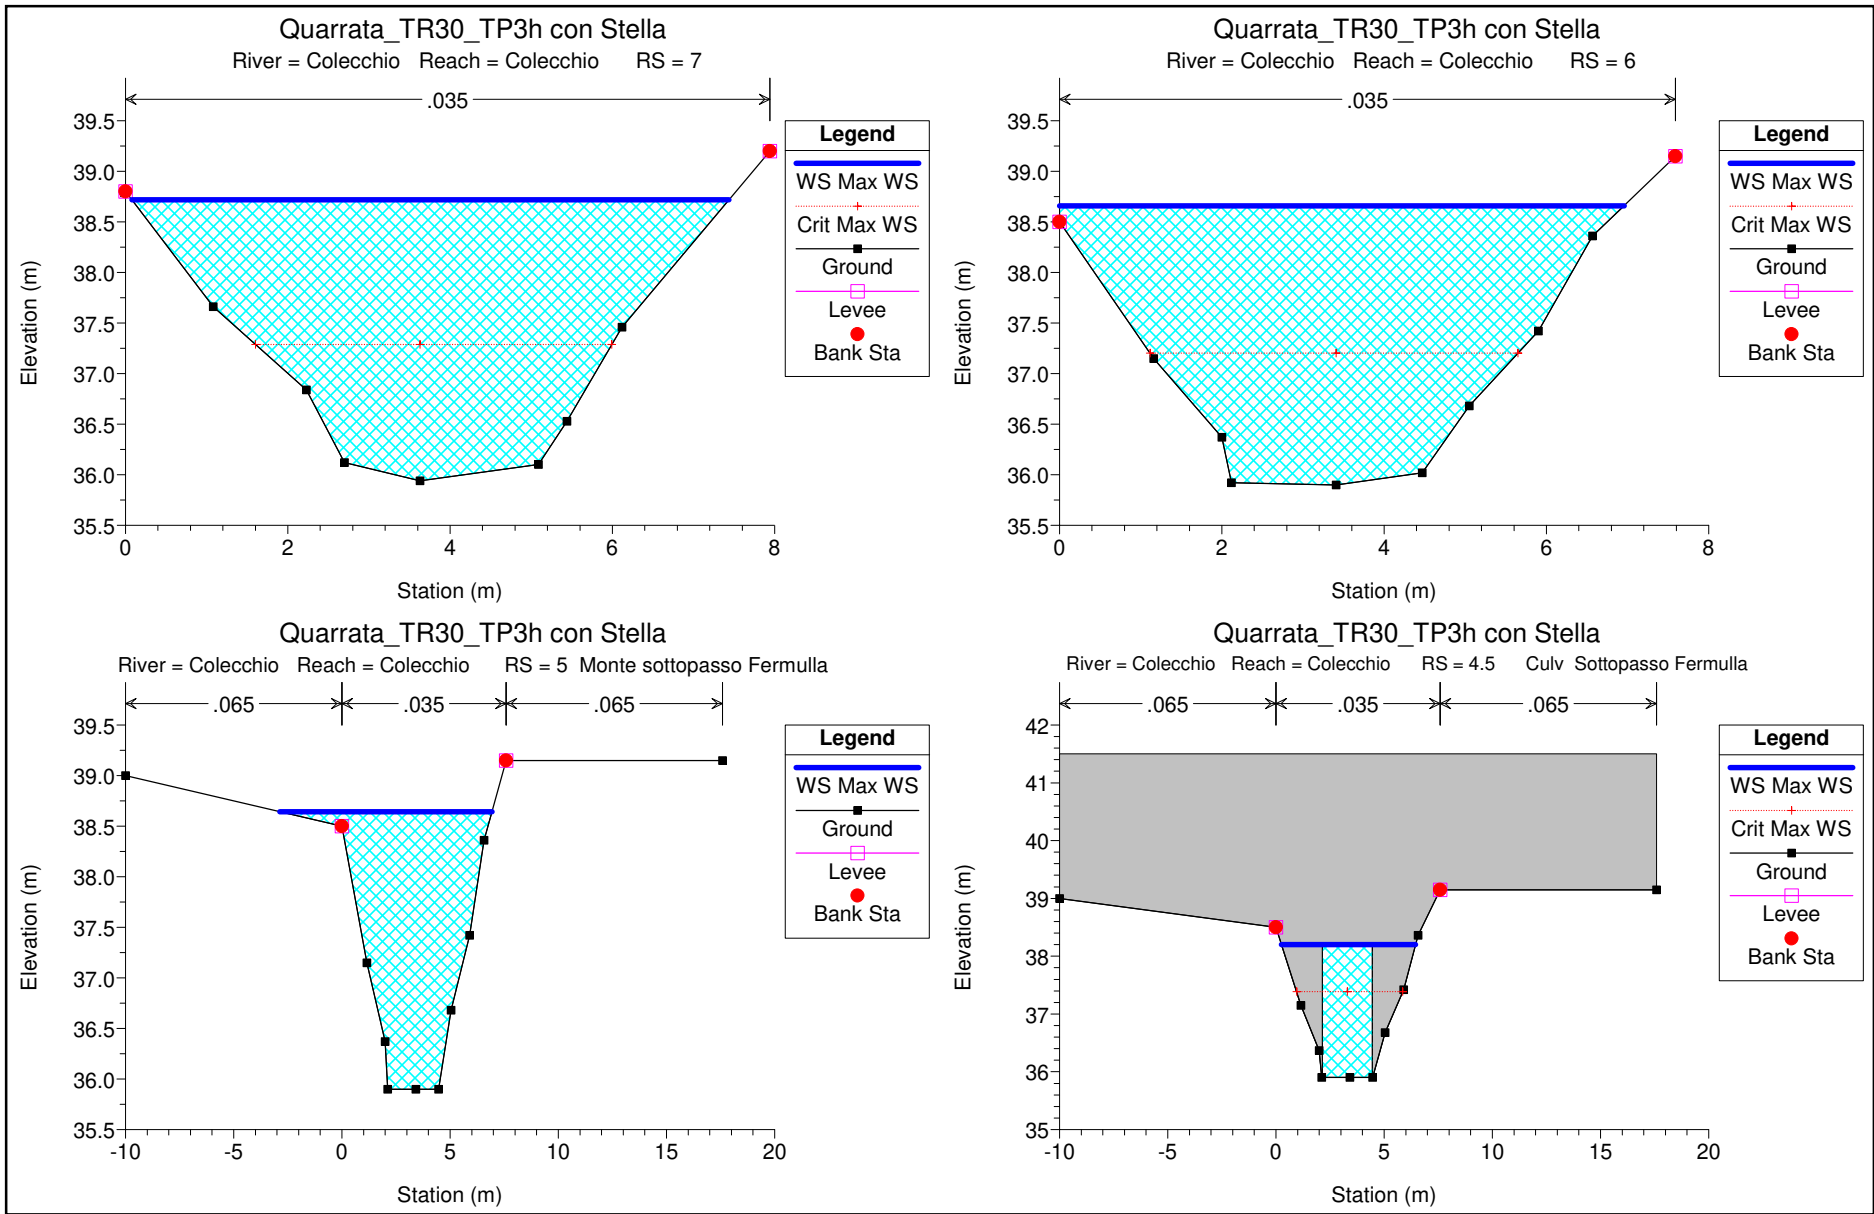 Quarrata_TR30_TP3h con Stella
River = Colecchio Reach = Colecchio RS = 7
.035
39.5
39.0
38.5
38.0
37.5
37.0
36.5
36.0
35.5
0
2
4
6
8
Station (m)
Elevation (m)
Legend
WS Max WS
Crit Max WS
Ground
Levee
Bank Sta
Quarrata_TR30_TP3h con Stella
River = Colecchio Reach = Colecchio RS = 6
.035
39.5
39.0
38.5
38.0
37.5
37.0
36.5
36.0
35.5
0
2
4
6
8
Station (m)
Elevation (m)
Legend
WS Max WS
Crit Max WS
Ground
Levee
Bank Sta
Quarrata_TR30_TP3h con Stella
River = Colecchio Reach = Colecchio RS = 5 Monte sottopasso Fermulla
.065
.035
.065
39.5
39.0
38.5
38.0
37.5
37.0
36.5
36.0
35.5
-10
-5
0
5
10
15
20
Station (m)
Elevation (m)
Legend
WS Max WS
Ground
Levee
Bank Sta
Quarrata_TR30_TP3h con Stella
River = Colecchio Reach = Colecchio RS = 4.5 Culv Sottopasso Fermulla
.065
.035
.065
42
41
40
39
38
37
36
35
-10
-5
0
5
10
15
20
Station (m)
Elevation (m)
Legend
WS Max WS
Crit Max WS
Ground
Levee
Bank Sta